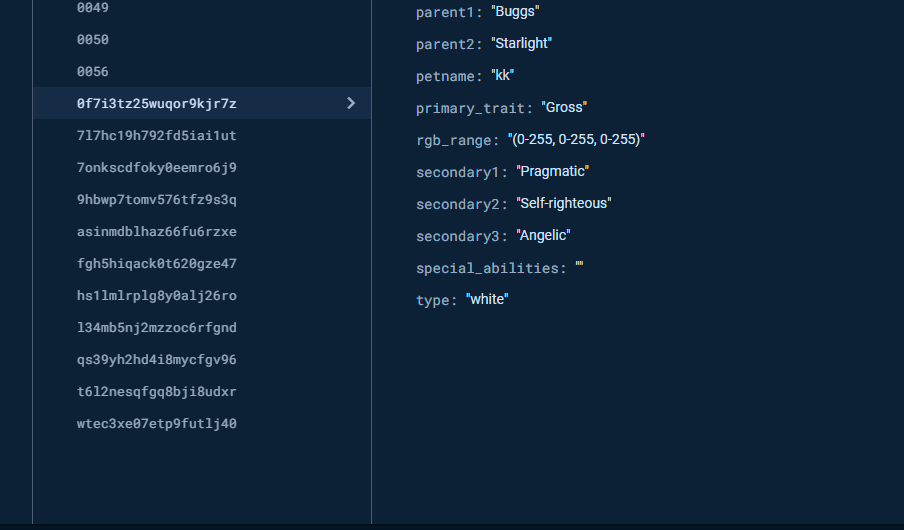 0049
0050
0056
0f7i3tz25wuqor9kjr7z
7l7hc19h792fd5iai1ut
7onkscdfoky0eemro6j9
9hbwp7tomv576tfz9s3q
asinmdblhaz66fu6rzxe
fgh5hiqack0t620gze47
hs1lmlrplg8y0alj26ro
l34mb5nj2mzzoc6rfgnd
qs39yh2hd4i8mycfgv96
t6l2nesqfgq8bji8udxr
wtec3xe07etp9futlj40
parent1: "Buggs"
parent2: "Starlight"
petname: "kk"
primary_trait: "Gross"
rgb_range: "(0-255, 0-255, 0-255)"
secondary1: "Pragmatic"
secondary2: "Self-righteous"
secondary3: "Angelic"
special_abilities: ""
type: "white"